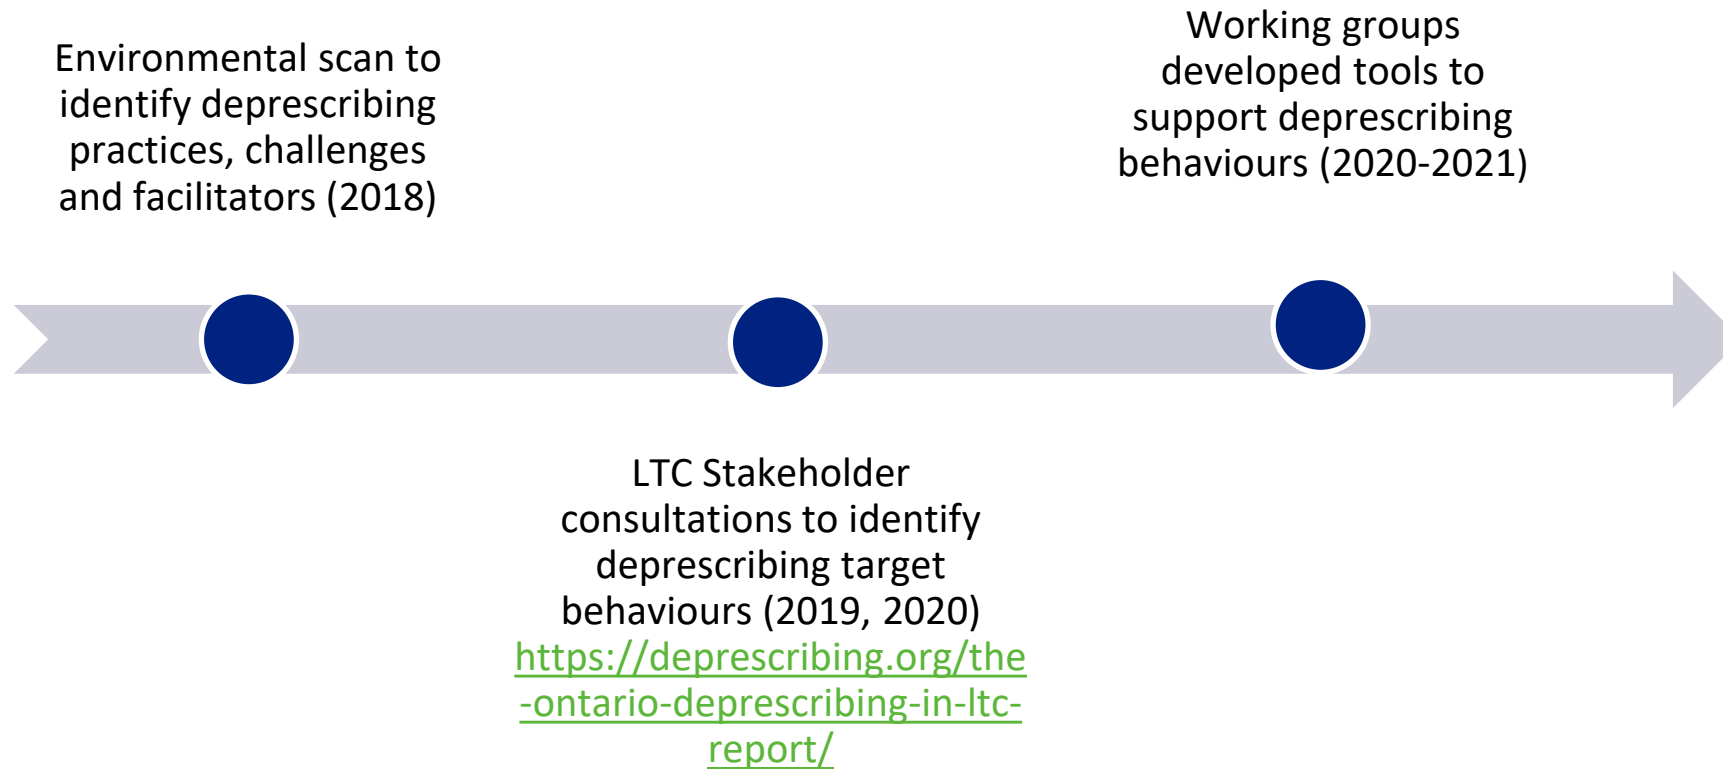 Environmental scan to
identify deprescribing
practices, challenges
and facilitators (2018)
LTC Stakeholder
consultations to identify
deprescribing target
behaviours (2019, 2020)
https://deprescribing.org/the
-ontario-deprescribing-in-ltc-
report/
Working groups
developed tools to
support deprescribing
behaviours (2020-2021)